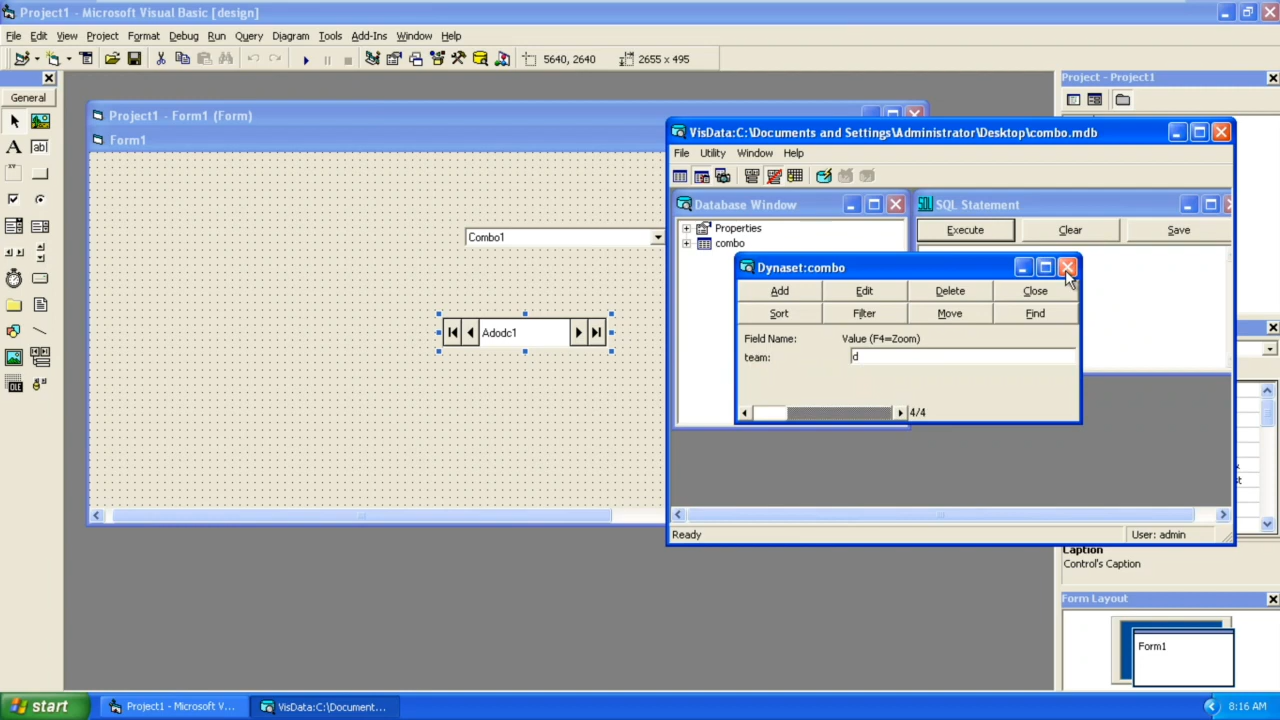 Project1 - Microsoft Visual Basic [design]
File Edit View Project Format Debug Run Query Diagram Tools Add-Ins Window Help
5640, 2640 2655 x 495
General
Project - Project1
Project1 - Form1 (Form)
Form1
VisData:C:\Documents and Settings\Administrator\Desktop\combo.mdb
File Utility Window Help
Database Window
SQL Statement
Properties
combo
Execute Clear Save
Combo1
Dynaset:combo
Add Edit Delete Close
Sort Filter Move Find
Adodc1
Field Name: Value (F4=Zoom)
team: d
4/4
Ready User: admin
Caption
Control's Caption
Form Layout
Form1
start Project1 - Microsoft V... VisData:C:\Document... 8:16 AM